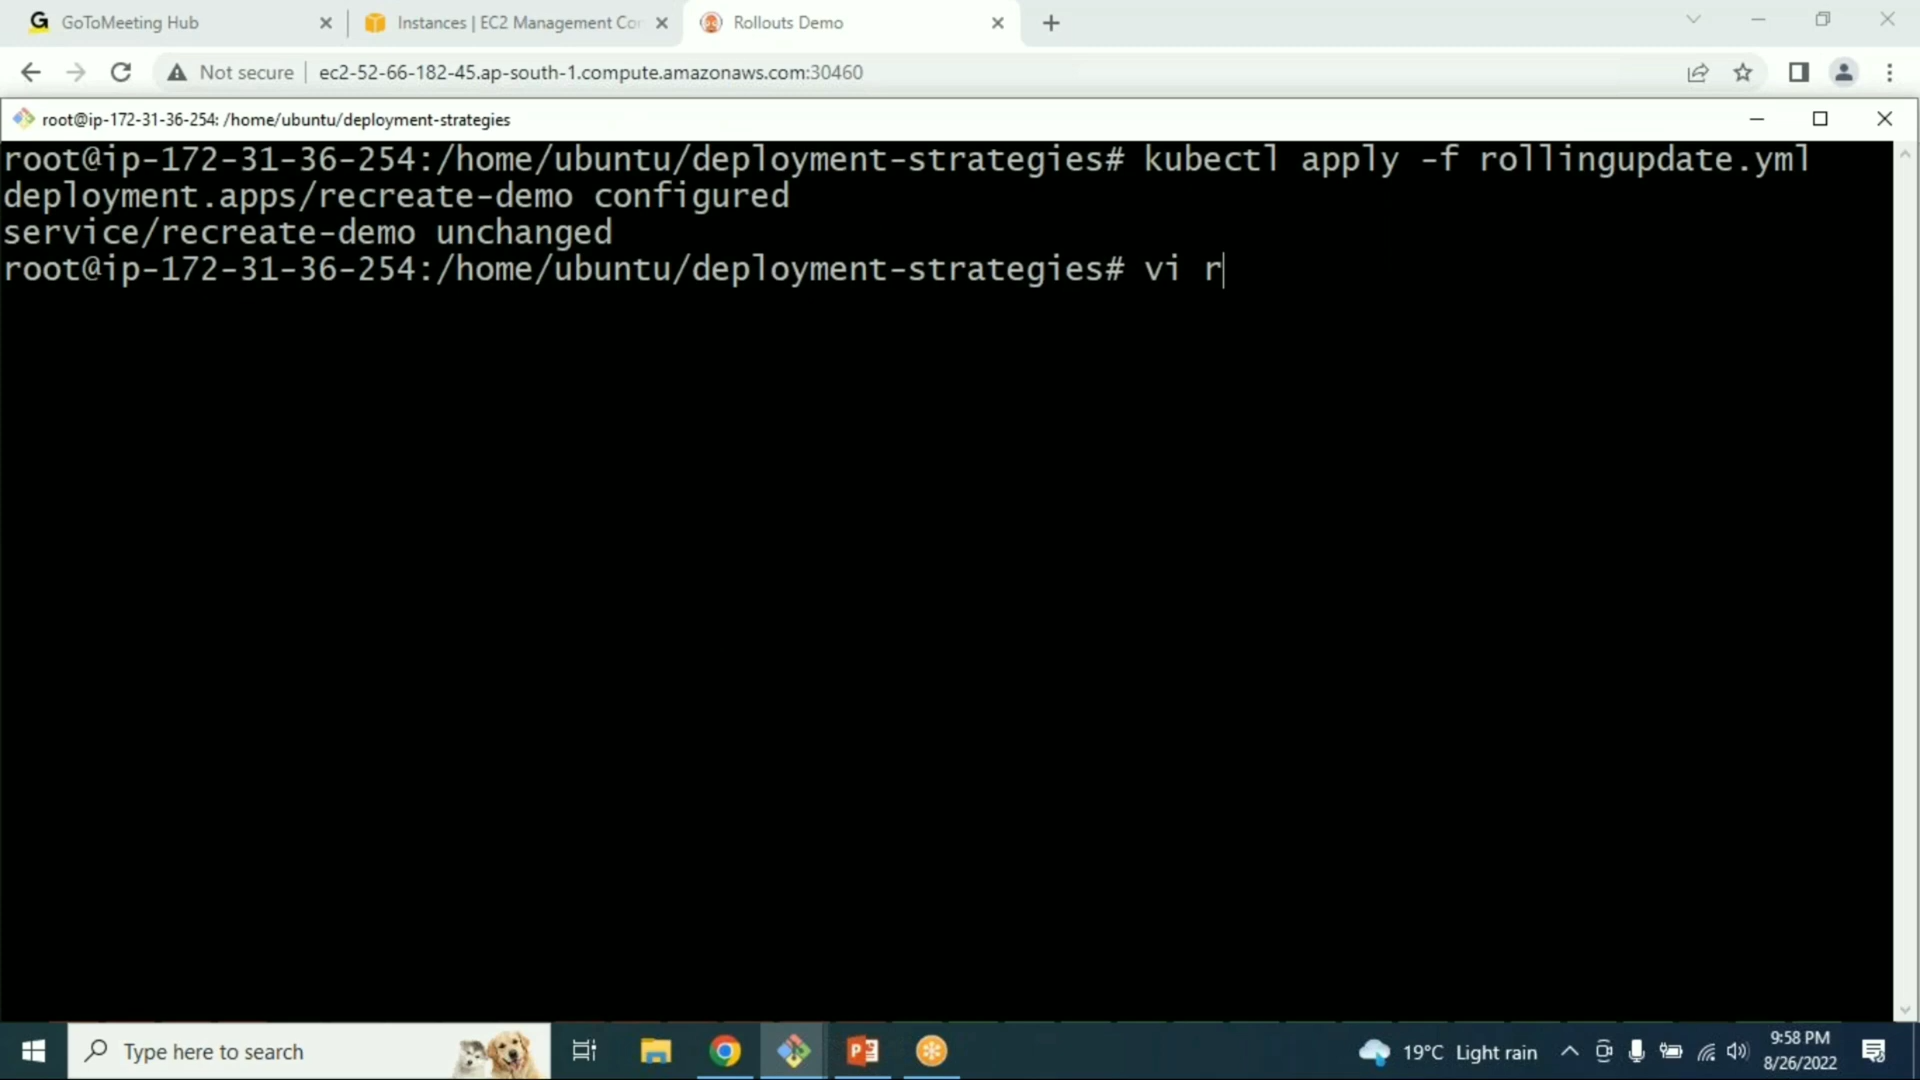 GoToMeeting Hub
Instances | EC2 Management Con
Rollouts Demo
Not secure
ec2-52-66-182-45.ap-south-1.compute.amazonaws.com:30460
root@ip-172-31-36-254: /home/ubuntu/deployment-strategies
root@ip-172-31-36-254:/home/ubuntu/deployment-strategies# kubectl apply -f rollingupdate.yml
deployment.apps/recreate-demo configured
service/recreate-demo unchanged
root@ip-172-31-36-254:/home/ubuntu/deployment-strategies# vi r
Type here to search
19°C Light rain
9:58 PM
8/26/2022